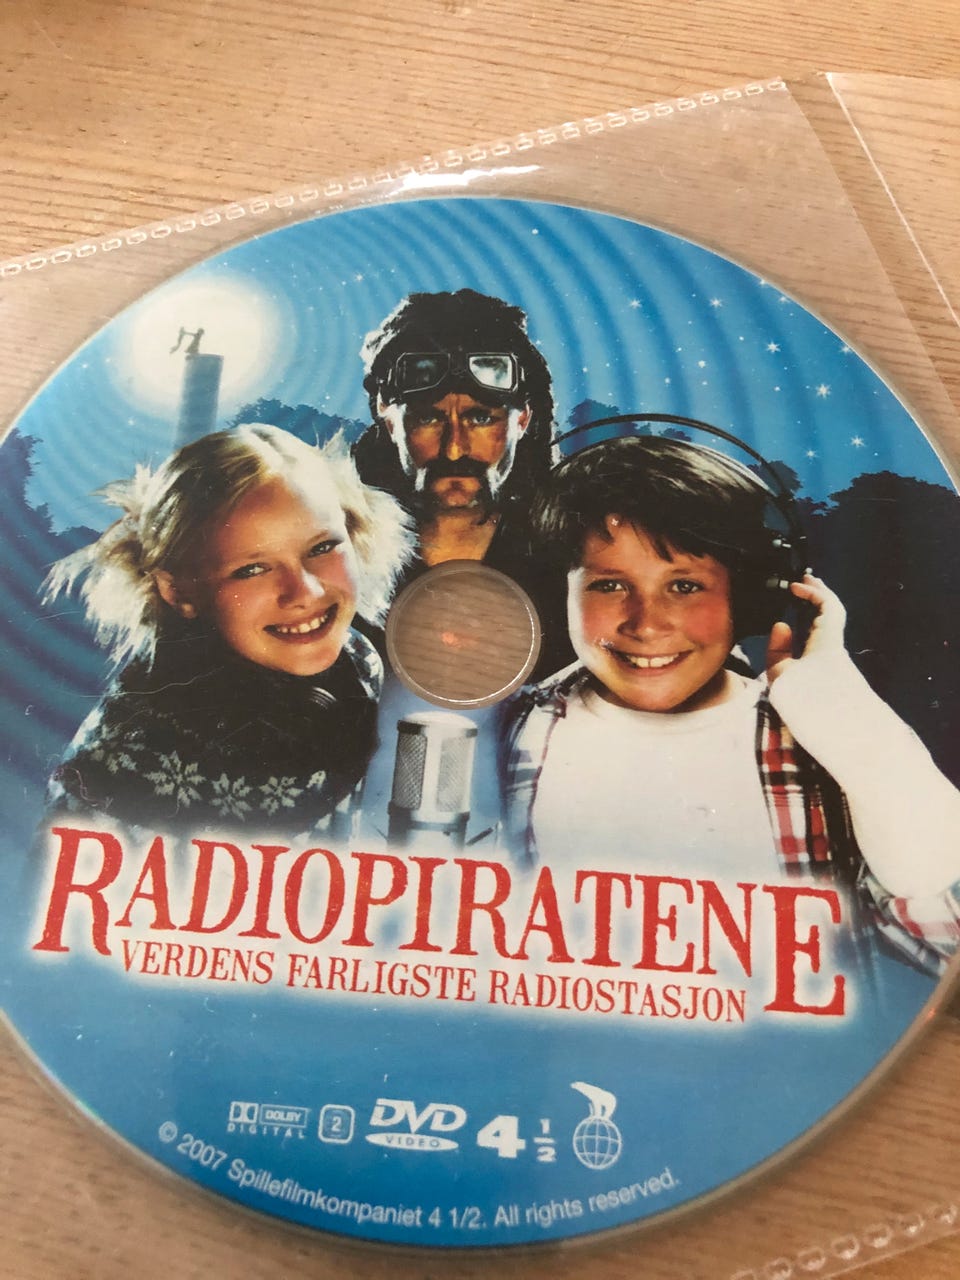 RADIOPIRATENE
VERDENS FARLIGSTE RADIOSTASJON
DOLBY DIGITAL 2 DVD VIDEO 4 1/2
© 2007 Spillefilmkompaniet 4 1/2. All rights reserved.